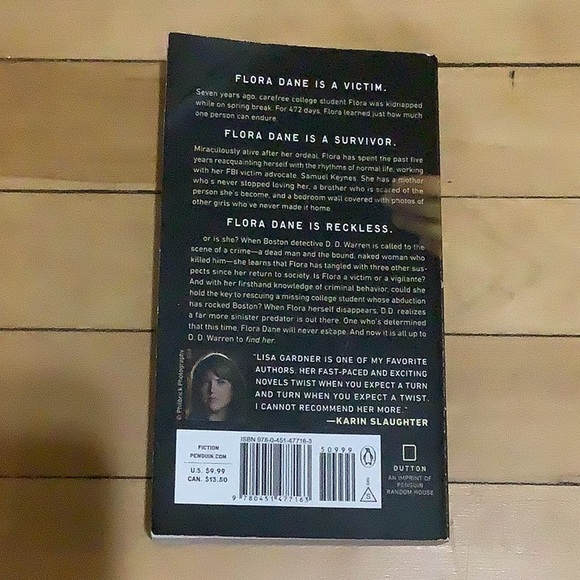 FLORA DANE IS A VICTIM.
Seven years ago, carefree college student Flora was kidnapped
while on spring break. For 472 days, Flora learned just how much
one person can endure.
FLORA DANE IS A SURVIVOR.
Miraculously alive after her ordeal, Flora has spent the past five
years reacquainting herself with the rhythms of normal life, working
with her FBI victim advocate, Samuel Keynes. She has a mother
who's never stopped loving her, a brother who is scared of the
person she's become, and a bedroom wall covered with photos of
other girls who've never made it home.
FLORA DANE IS RECKLESS.
or is she? When Boston detective D. D. Warren is called to the
scene of a crime—a dead man and the bound, naked woman who
killed him—she learns that Flora has tangled with three other sus-
pects since her return to society. Is Flora a victim or a vigilante?
And with her firsthand knowledge of criminal behavior, could she
hold the key to rescuing a missing college student whose abduction
has rocked Boston? When Flora herself disappears, D.D. realizes
a far more sinister predator is out there. One who's determined
that this time, Flora Dane will never escape. And now it is all up to
D. D. Warren to find her.
"LISA GARDNER IS ONE OF MY FAVORITE
AUTHORS. HER FAST-PACED AND EXCITING
NOVELS TWIST WHEN YOU EXPECT A TURN
AND TURN WHEN YOU EXPECT A TWIST.
I CANNOT RECOMMEND HER MORE."
—KARIN SLAUGHTER
© Philbrick Photography
FICTION
PENGUIN.COM
U.S. $9.99
CAN. $13.50
ISBN 978-0-451-47716-3
50999
9 780451 477163
DUTTON
AN IMPRINT OF
PENGUIN
RANDOM HOUSE